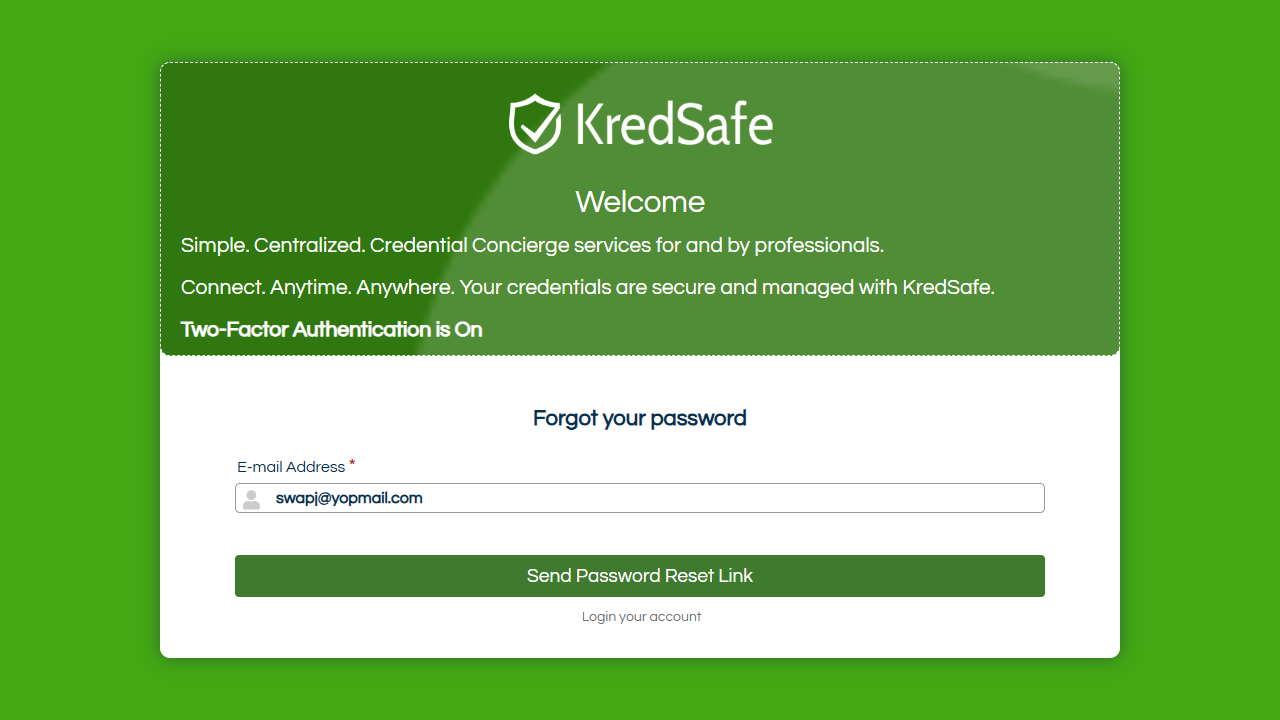 KredSafe
Welcome
Simple. Centralized. Credential Concierge services for and by professionals.
Connect. Anytime. Anywhere. Your credentials are secure and managed with KredSafe.
Two-Factor Authentication is On
Forgot your password
E-mail Address *
swapj@yopmail.com
Send Password Reset Link
Login your account